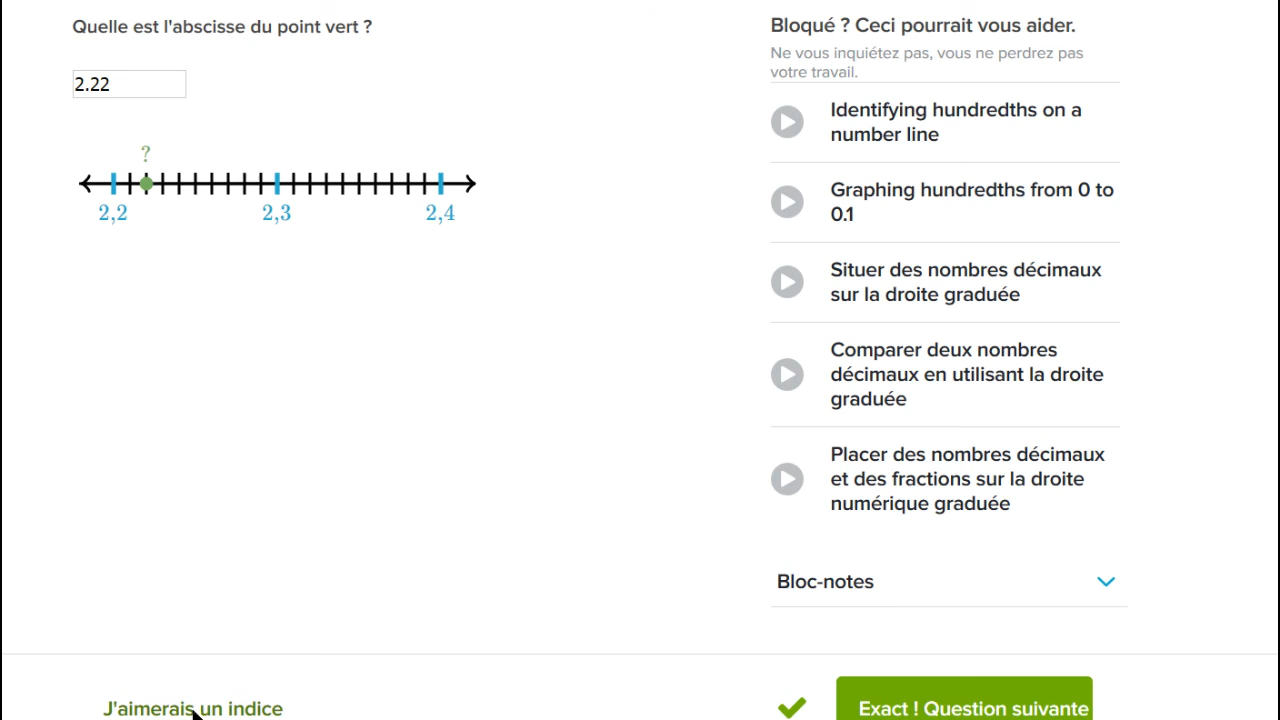 Quelle est l'abscisse du point vert ?
2.22
?
2,2 2,3 2,4
Bloqué ? Ceci pourrait vous aider.
Ne vous inquiétez pas, vous ne perdrez pas
votre travail.
Identifying hundredths on a
number line
Graphing hundredths from 0 to
0.1
Situer des nombres décimaux
sur la droite graduée
Comparer deux nombres
décimaux en utilisant la droite
graduée
Placer des nombres décimaux
et des fractions sur la droite
numérique graduée
Bloc-notes
J'aimerais un indice
Exact ! Question suivante